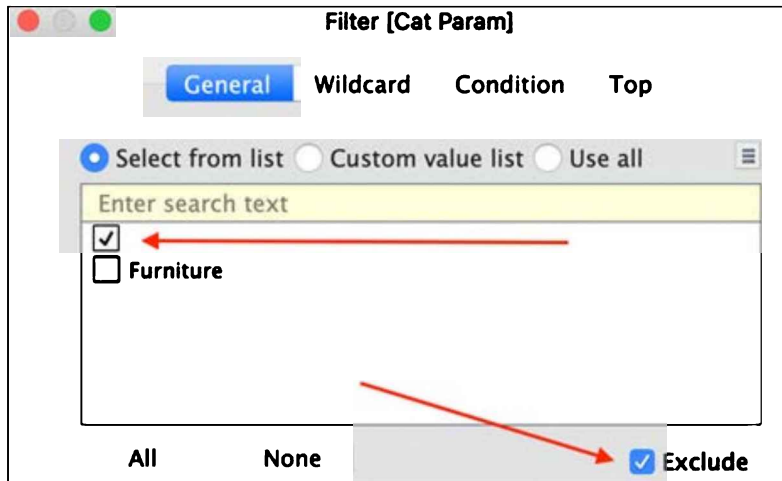 Filter [Cat Param]
General Wildcard Condition Top
Select from list Custom value list Use all
Enter search text
Furniture
All None Exclude